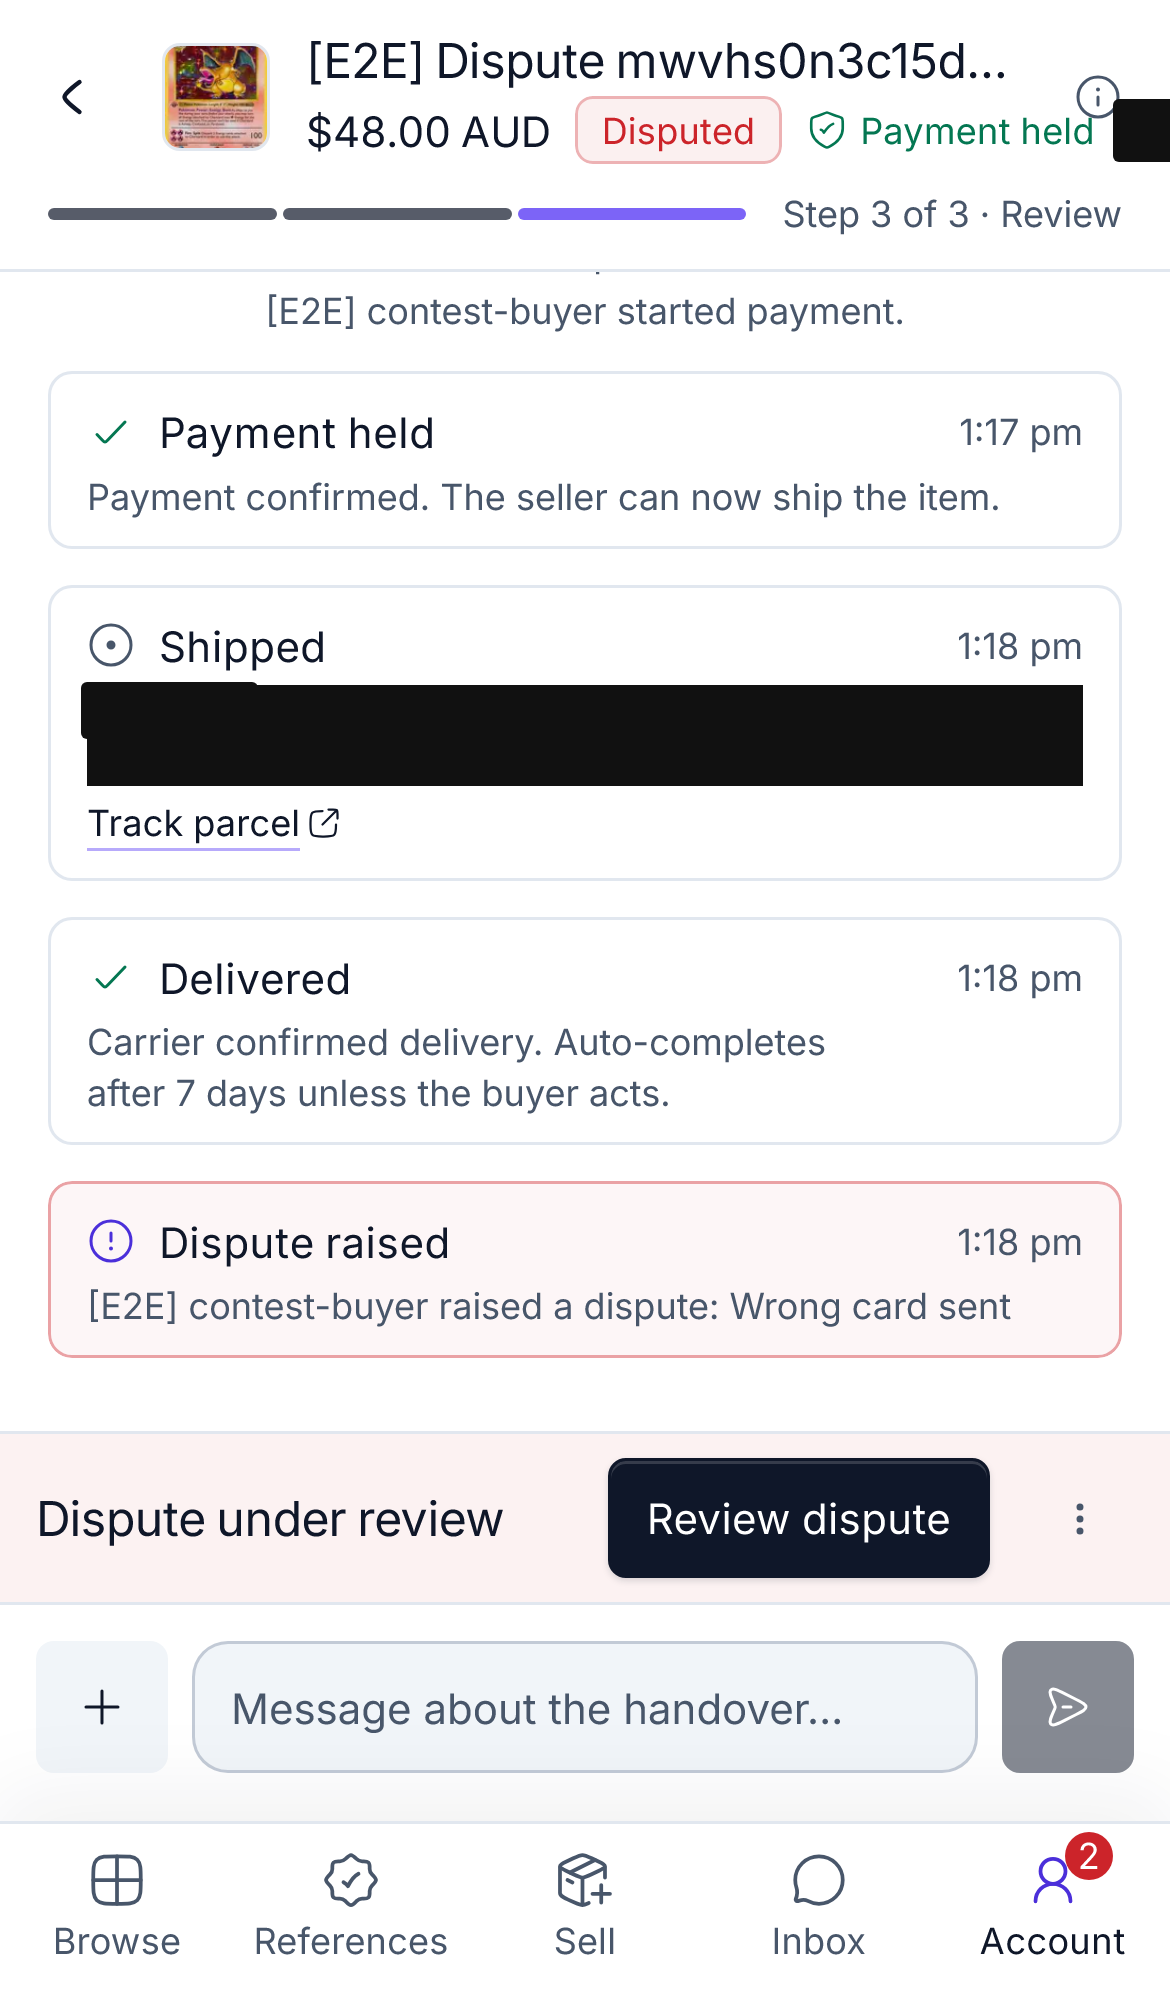 [E2E] Dispute mwvhs0n3c15d...
$48.00 AUD Disputed Payment held
Step 3 of 3 · Review
[E2E] contest-buyer started payment.
Payment held 1:17 pm
Payment confirmed. The seller can now ship the item.
Shipped 1:18 pm
Track parcel
Delivered 1:18 pm
Carrier confirmed delivery. Auto-completes
after 7 days unless the buyer acts.
Dispute raised 1:18 pm
[E2E] contest-buyer raised a dispute: Wrong card sent
Dispute under review Review dispute
Message about the handover...
2
Browse References Sell Inbox Account